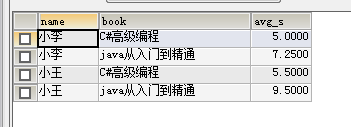 name book avg_s
小李 C#高级编程 5.0000
小李 java从入门到精通 7.2500
小王 C#高级编程 5.5000
小王 java从入门到精通 9.5000